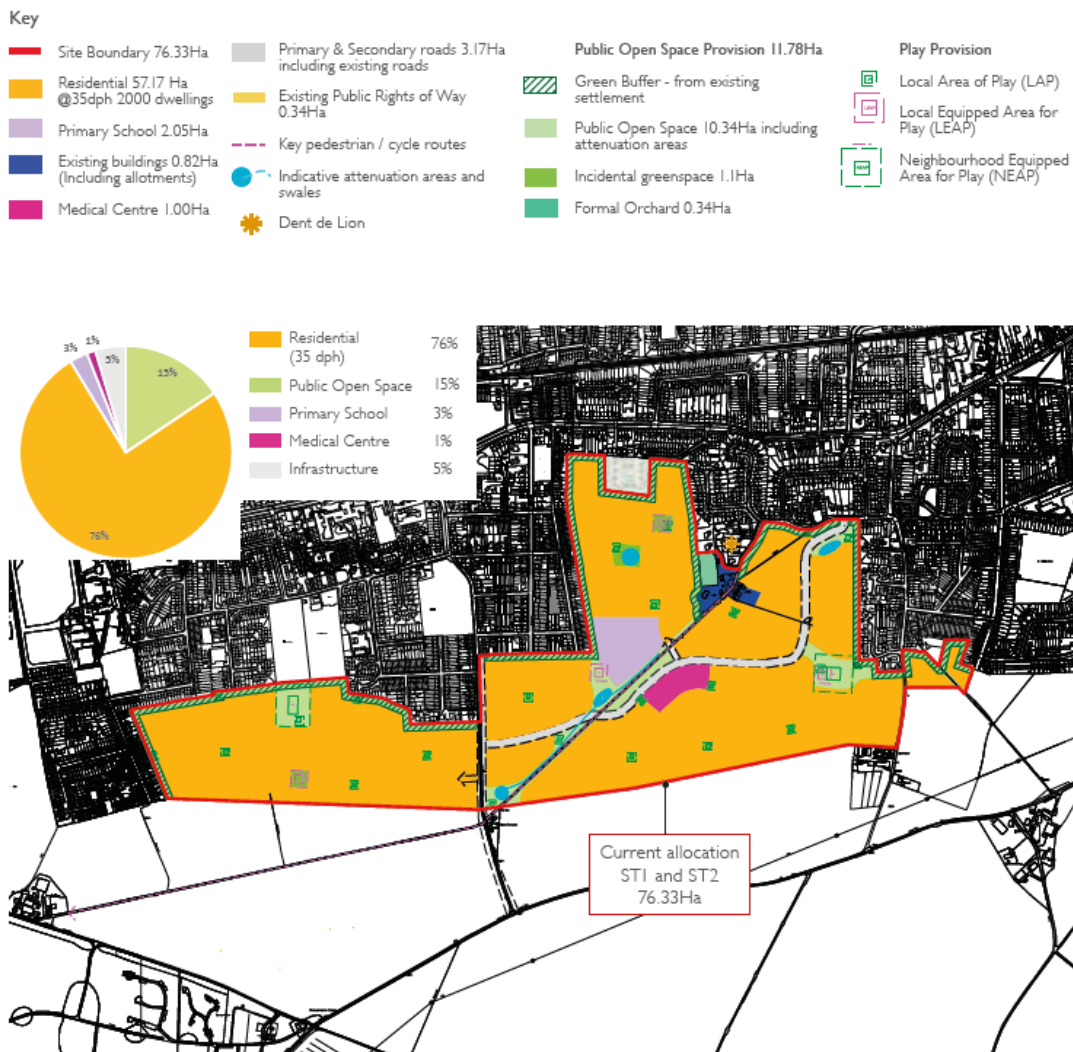 Key
Site Boundary 76.33Ha
Residential 57.17 Ha
@35dph 2000 dwellings
Primary School 2.05Ha
Existing buildings 0.82Ha
(Including allotments)
Medical Centre 1.00Ha
Primary & Secondary roads 3.17Ha
including existing roads
Existing Public Rights of Way
0.34Ha
Key pedestrian / cycle routes
Indicative attenuation areas and
swales
Dent de Lion
Public Open Space Provision 11.78Ha
Green Buffer - from existing
settlement
Public Open Space 10.34Ha including
attenuation areas
Incidental greenspace 1.1Ha
Formal Orchard 0.34Ha
Play Provision
Local Area of Play (LAP)
Local Equipped Area for
Play (LEAP)
Neighbourhood Equipped
Area for Play (NEAP)
3%
1%
5%
15%
76%
Residential
(35 dph)
76%
Public Open Space 15%
Primary School 3%
Medical Centre 1%
Infrastructure 5%
Current allocation
ST1 and ST2
76.33Ha